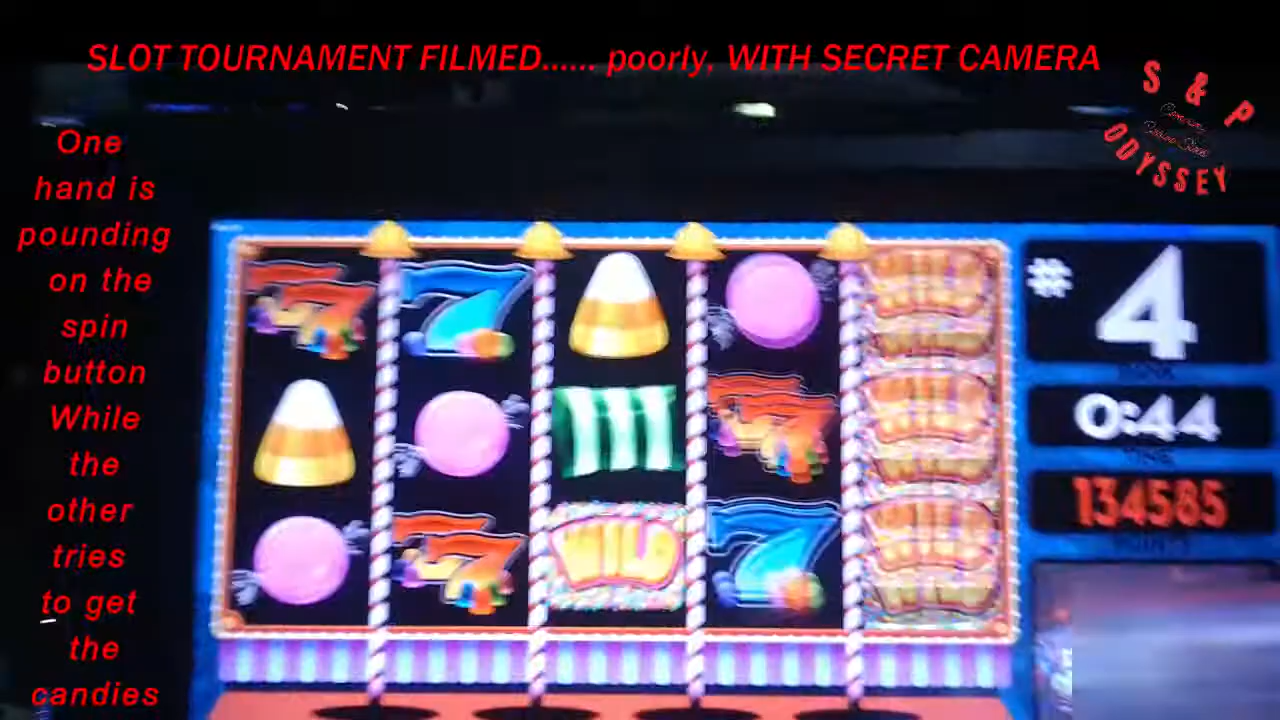 SLOT TOURNAMENT FILMED...... poorly, WITH SECRET CAMERA
S & P
ODYSSEY
One
hand is
pounding
on the
spin
button
While
the
other
tries
to get
the
candies
# 4
0:44
134585
WILD